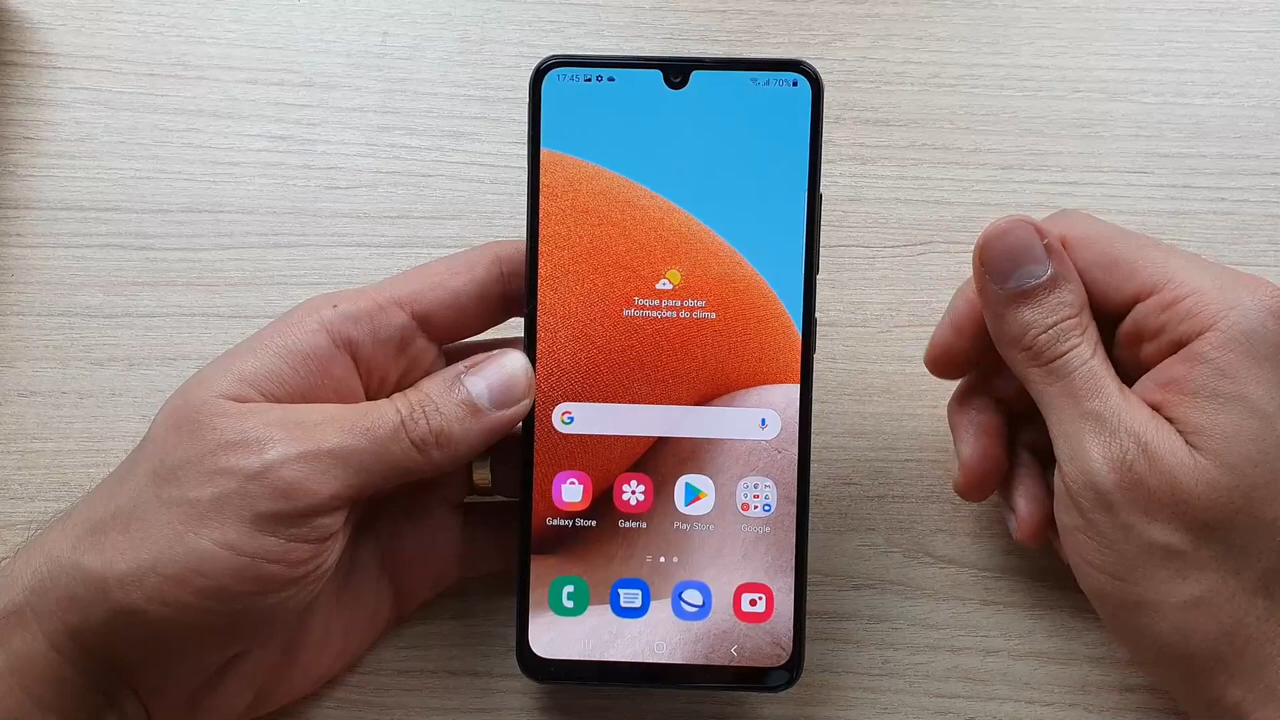 17:45
70%
Toque para obter
informações do clima
Galaxy Store
Galeria
Play Store
Google